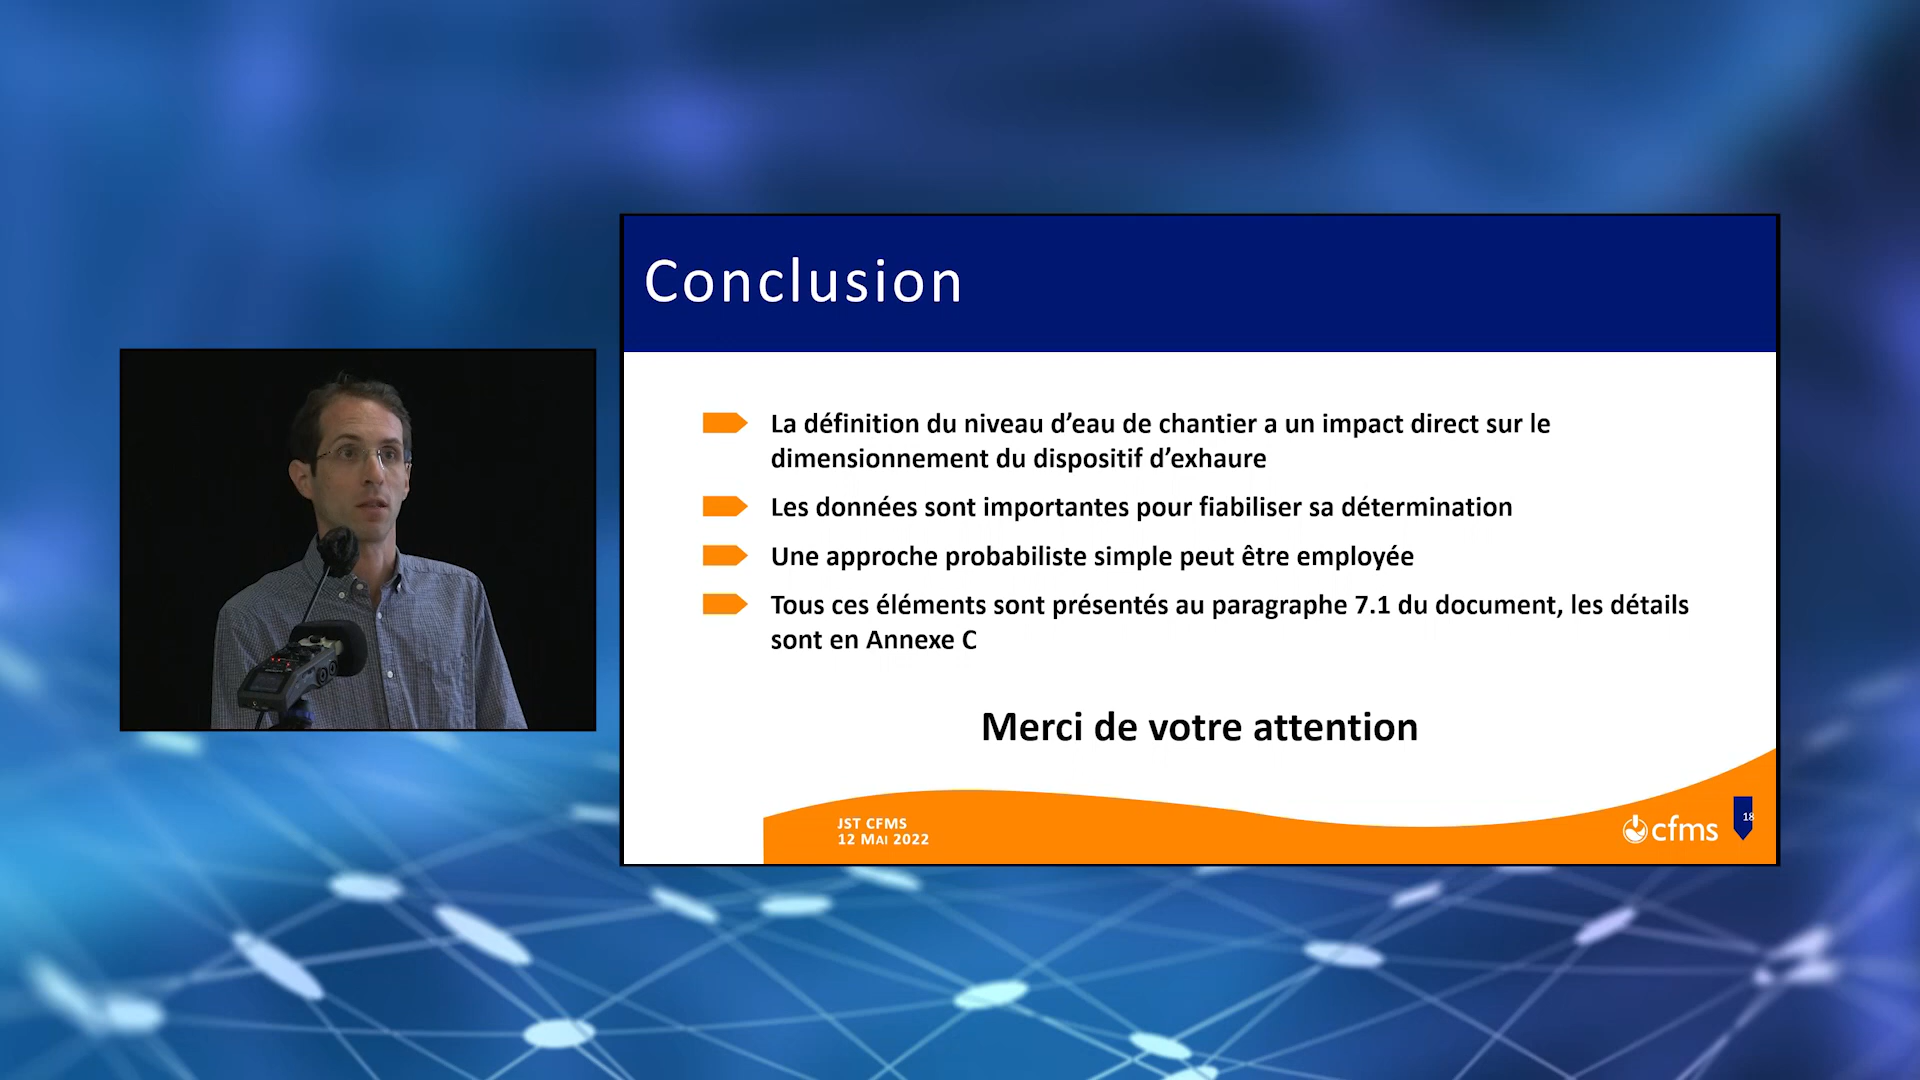 Conclusion
La définition du niveau d’eau de chantier a un impact direct sur le
dimensionnement du dispositif d’exhaure
Les données sont importantes pour fiabiliser sa détermination
Une approche probabiliste simple peut être employée
Tous ces éléments sont présentés au paragraphe 7.1 du document, les détails
sont en Annexe C
Merci de votre attention
JST CFMS
12 MAI 2022
cfms
18